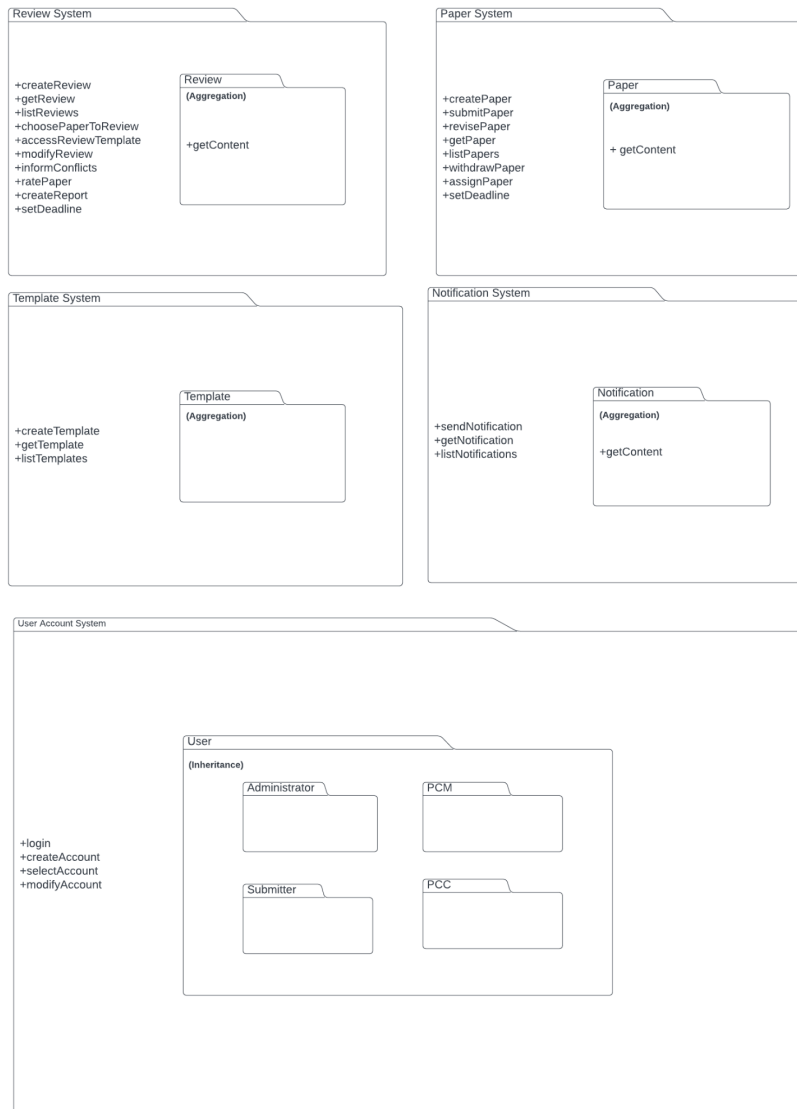 Review System
+createReview
+getReview
+listReviews
+choosePaperToReview
+accessReviewTemplate
+modifyReview
+informConflicts
+ratePaper
+createReport
+setDeadline
Review
(Aggregation)
+getContent
Paper System
+createPaper
+submitPaper
+revisePaper
+getPaper
+listPapers
+withdrawPaper
+assignPaper
+setDeadline
Paper
(Aggregation)
+ getContent
Template System
+createTemplate
+getTemplate
+listTemplates
Template
(Aggregation)
Notification System
+sendNotification
+getNotification
+listNotifications
Notification
(Aggregation)
+getContent
User Account System
+login
+createAccount
+selectAccount
+modifyAccount
User
(Inheritance)
Administrator
PCM
Submitter
PCC